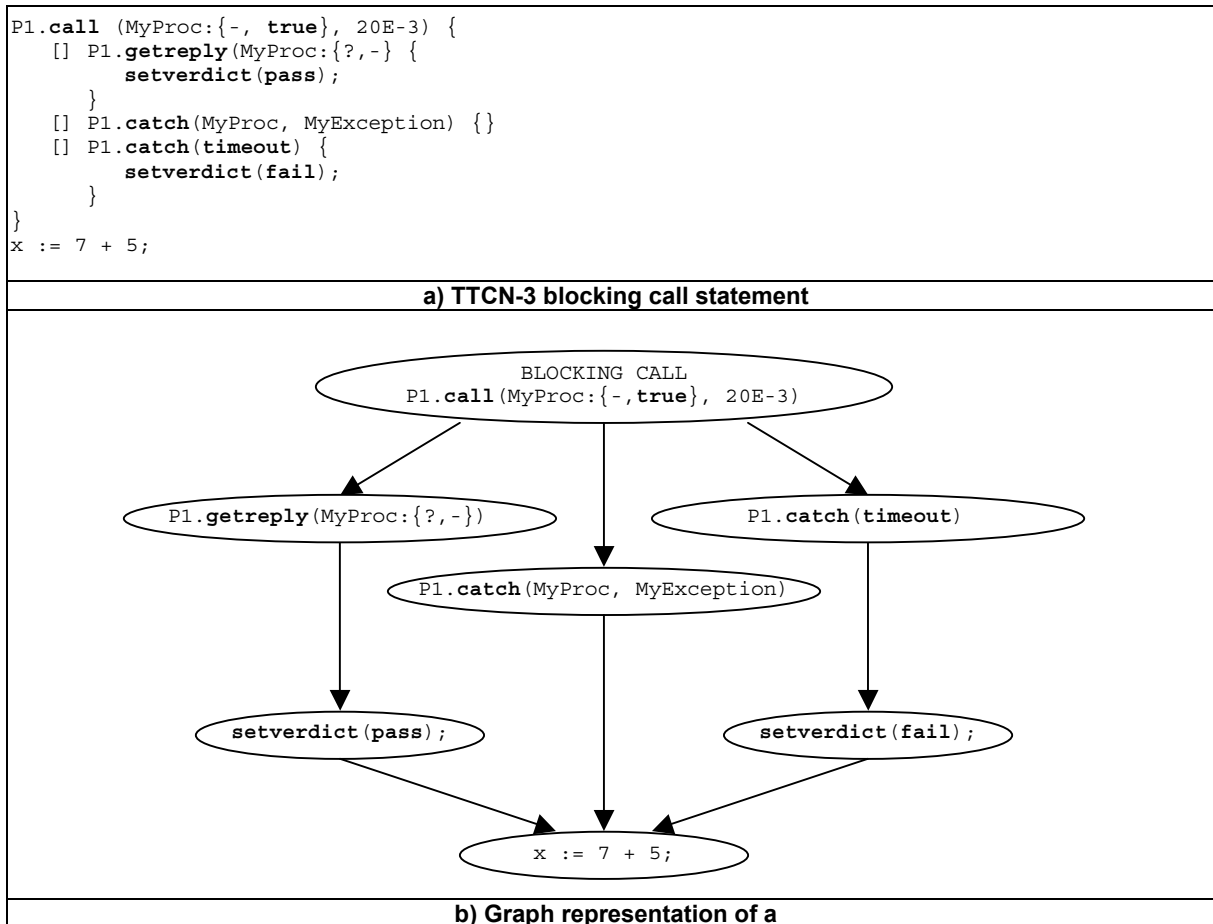 P1.call (MyProc:{-, true}, 20E-3) {
[] P1.getreply(MyProc:{?,-} {
setverdict(pass);
}
[] P1.catch(MyProc, MyException) {}
[] P1.catch(timeout) {
setverdict(fail);
}
}
x := 7 + 5;
a) TTCN-3 blocking call statement
BLOCKING CALL
P1.call(MyProc:{-,true}, 20E-3)
P1.getreply(MyProc:{?,-})
P1.catch(timeout)
P1.catch(MyProc, MyException)
setverdict(pass);
setverdict(fail);
x := 7 + 5;
b) Graph representation of a